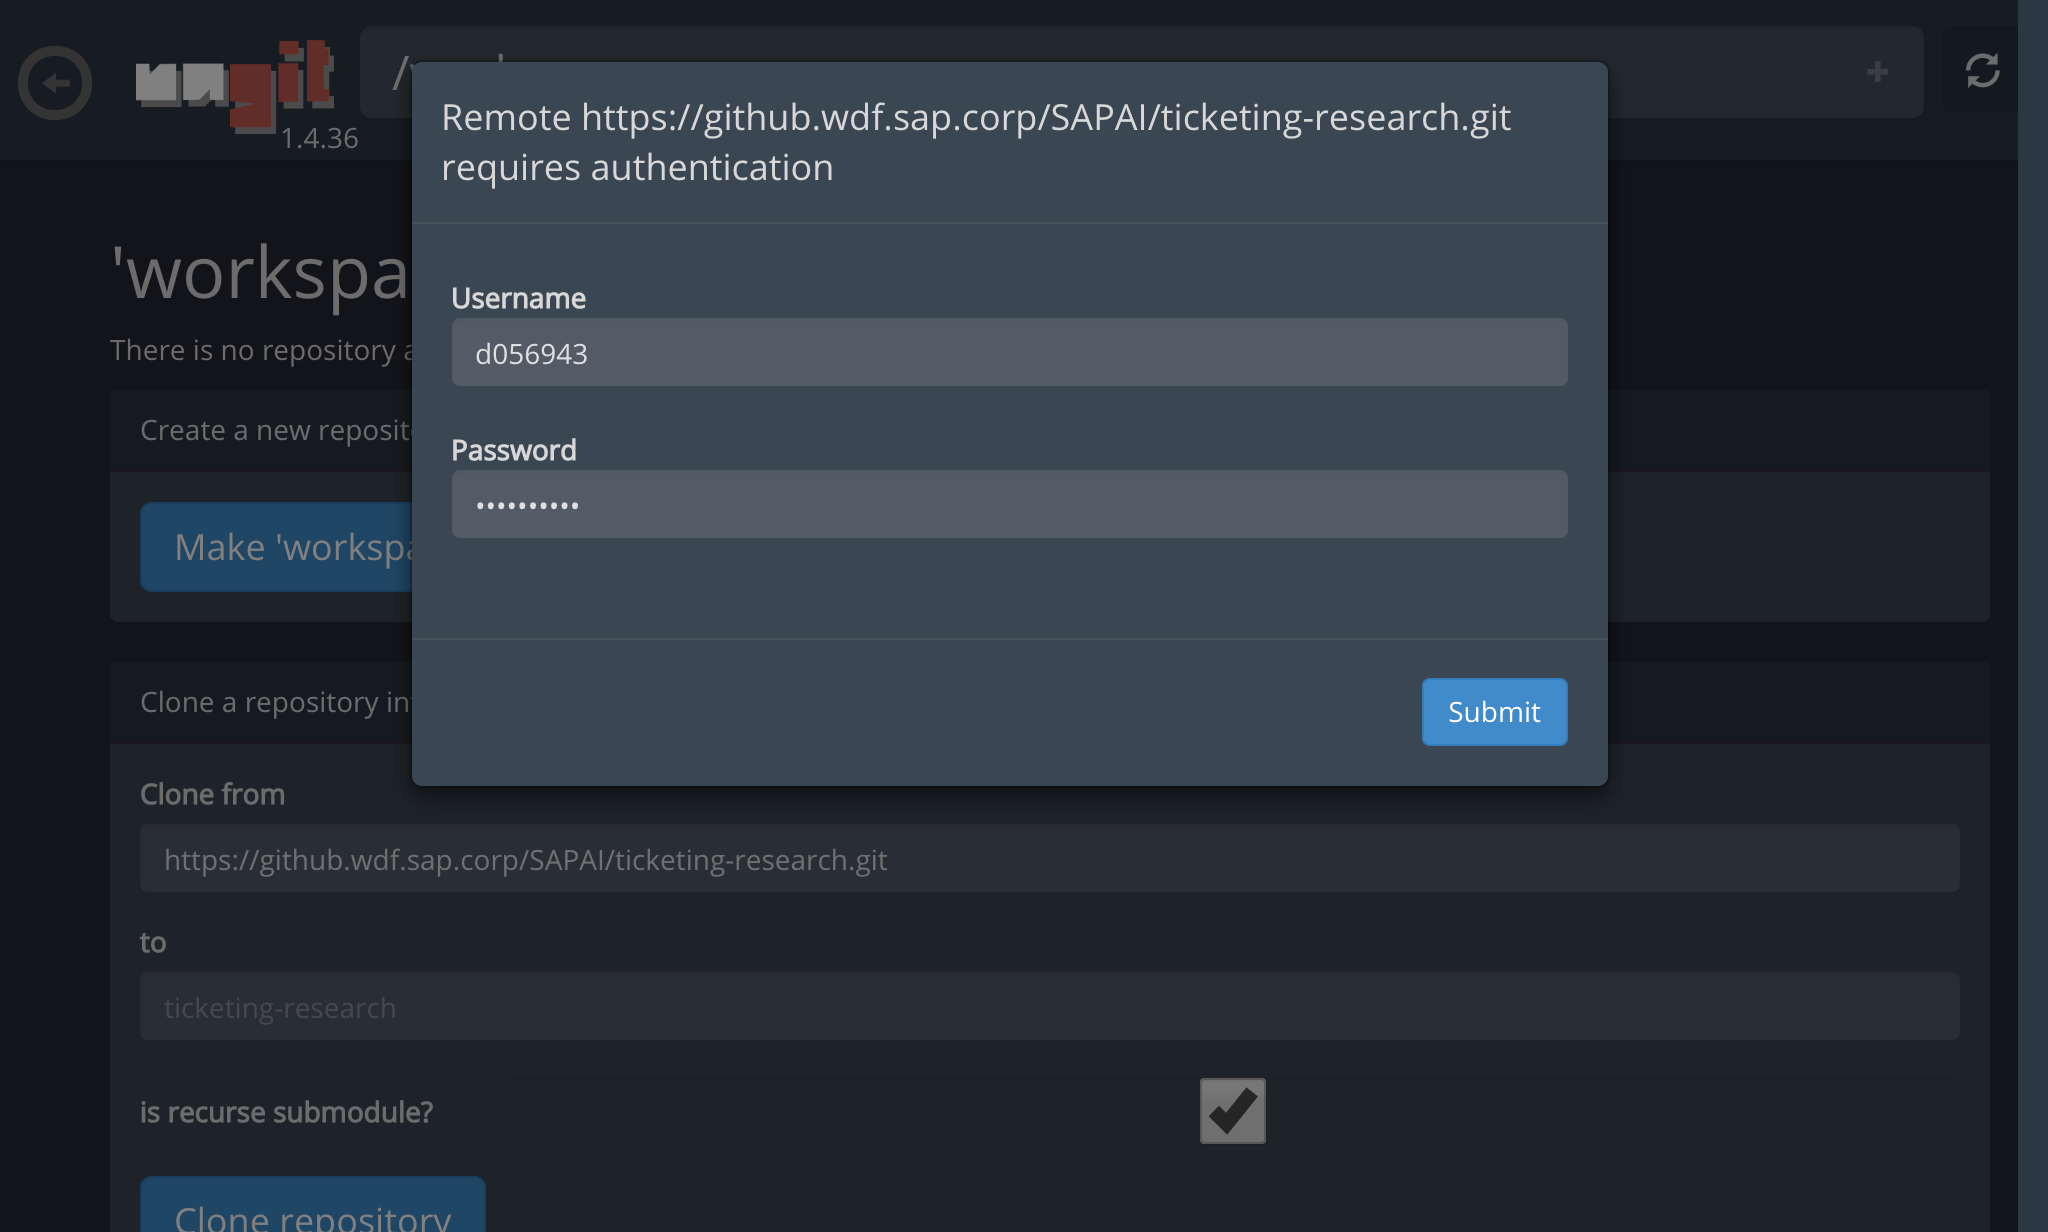 ungit
1.4.36
Remote https://github.wdf.sap.corp/SAPAI/ticketing-research.git
requires authentication
Username
d056943
Password
••••••••••
Submit
'workspa
There is no repository a
Create a new reposit
Make 'workspa
Clone a repository in
Clone from
https://github.wdf.sap.corp/SAPAI/ticketing-research.git
to
ticketing-research
is recurse submodule?
Clone repository